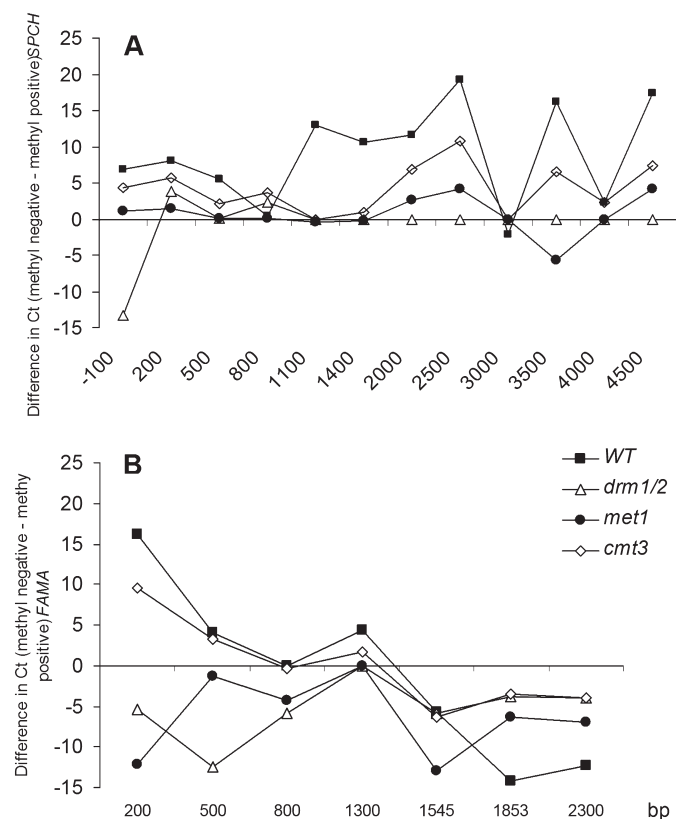 A
Difference in Ct (methyl negative - methyl positive)SPCH
25
20
15
10
5
0
-5
-10
-15
-100 200 500 800 1100 1400 2000 2500 3000 3500 4000 4500
B
Difference in Ct (methyl negative - methy
positive)FAMA
25
20
15
10
5
0
-5
-10
-15
200 500 800 1300 1545 1853 2300 bp
WT
drm1/2
met1
cmt3